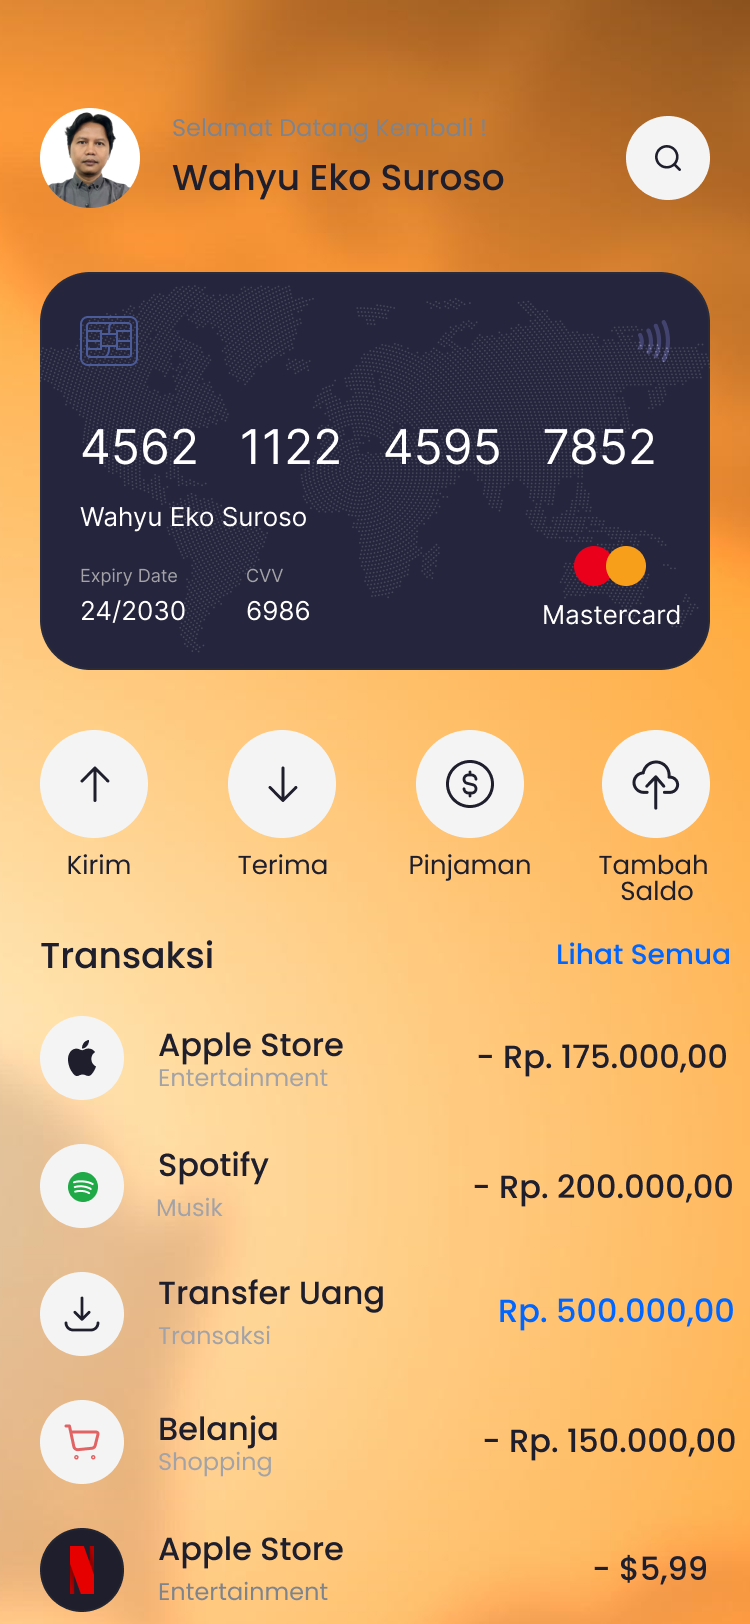 Selamat Datang Kembali !
Wahyu Eko Suroso
4562 1122 4595 7852
Wahyu Eko Suroso
Expiry Date CVV
24/2030 6986
Mastercard
Kirim Terima Pinjaman Tambah
Saldo
Transaksi Lihat Semua
Apple Store
Entertainment
- Rp. 175.000,00
Spotify
Musik
- Rp. 200.000,00
Transfer Uang
Transaksi
Rp. 500.000,00
Belanja
Shopping
- Rp. 150.000,00
Apple Store
Entertainment
- $5,99